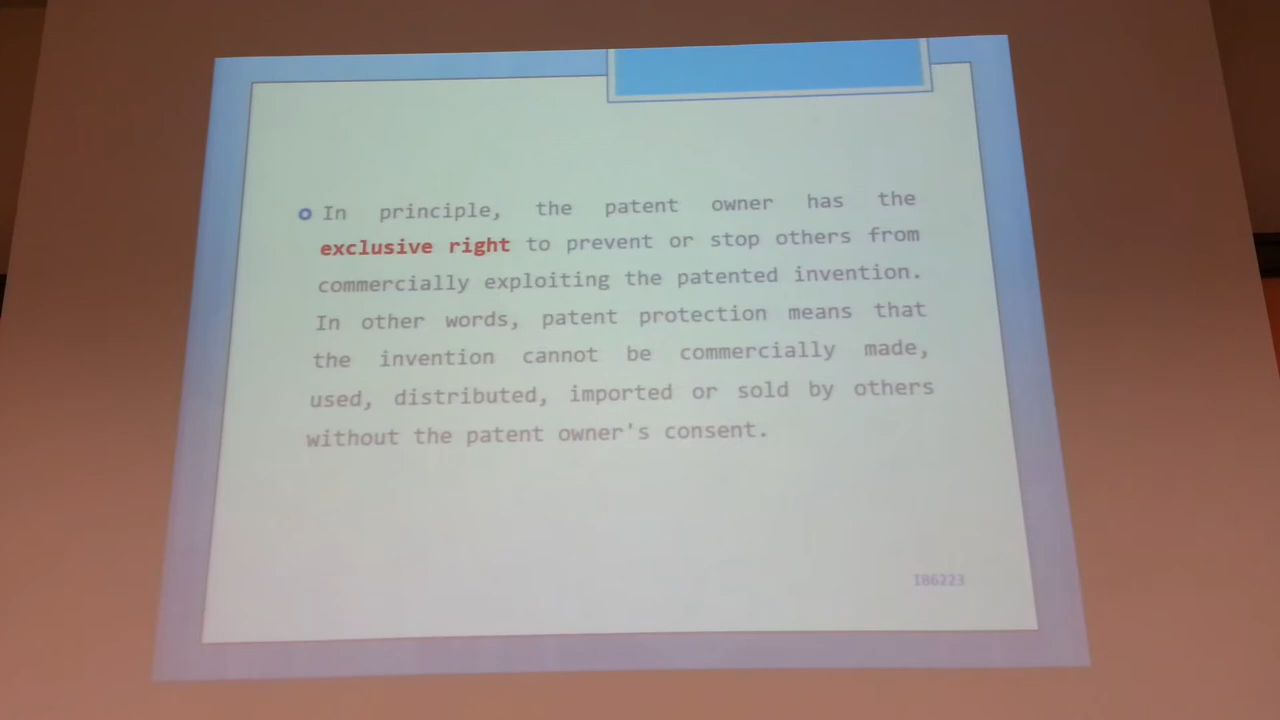 In principle, the patent owner has the
exclusive right to prevent or stop others from
commercially exploiting the patented invention.
In other words, patent protection means that
the invention cannot be commercially made,
used, distributed, imported or sold by others
without the patent owner's consent.
I86223